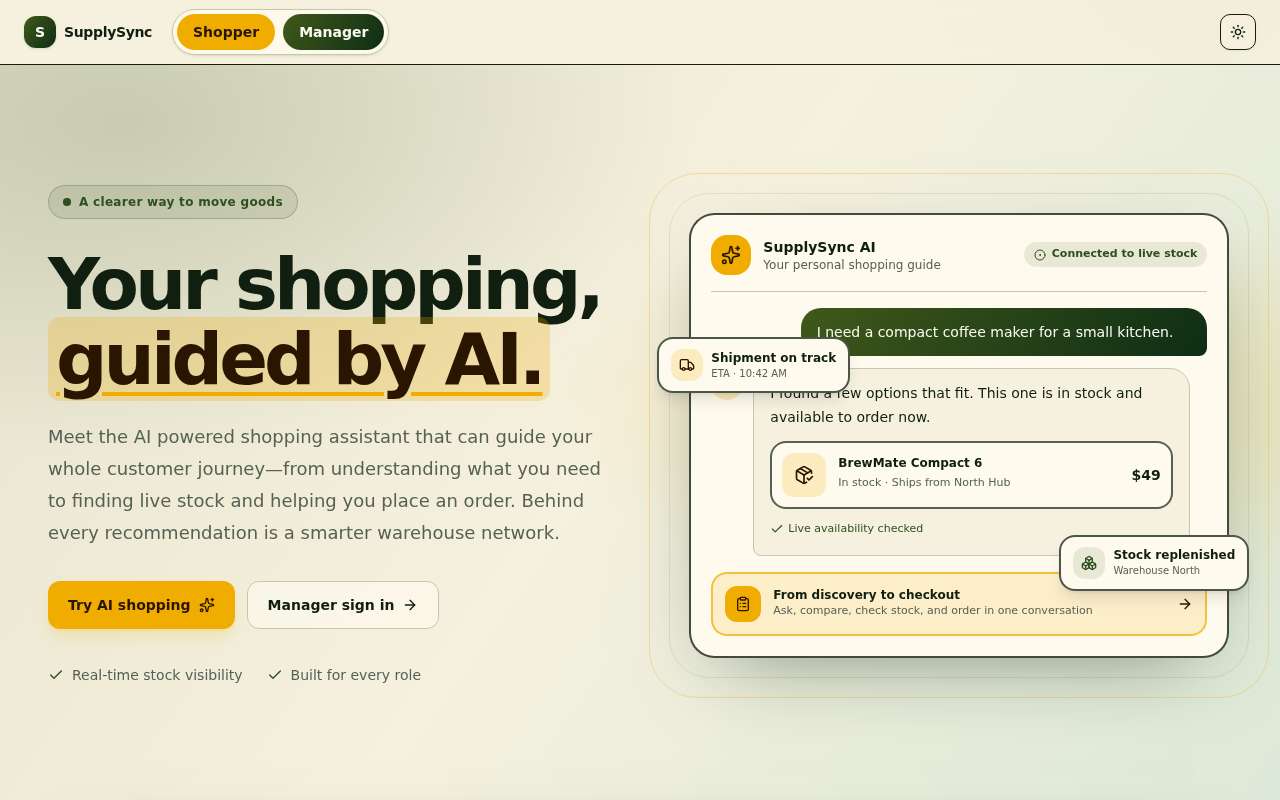 S SupplySync Shopper Manager
A clearer way to move goods
Your shopping,
guided by AI.
Meet the AI powered shopping assistant that can guide your
whole customer journey—from understanding what you need
to finding live stock and helping you place an order. Behind
every recommendation is a smarter warehouse network.
Try AI shopping
Manager sign in
Real-time stock visibility
Built for every role
SupplySync AI
Your personal shopping guide
Connected to live stock
I need a compact coffee maker for a small kitchen.
Shipment on track
ETA · 10:42 AM
I found a few options that fit. This one is in stock and
available to order now.
BrewMate Compact 6
In stock · Ships from North Hub
$49
Live availability checked
Stock replenished
Warehouse North
From discovery to checkout
Ask, compare, check stock, and order in one conversation